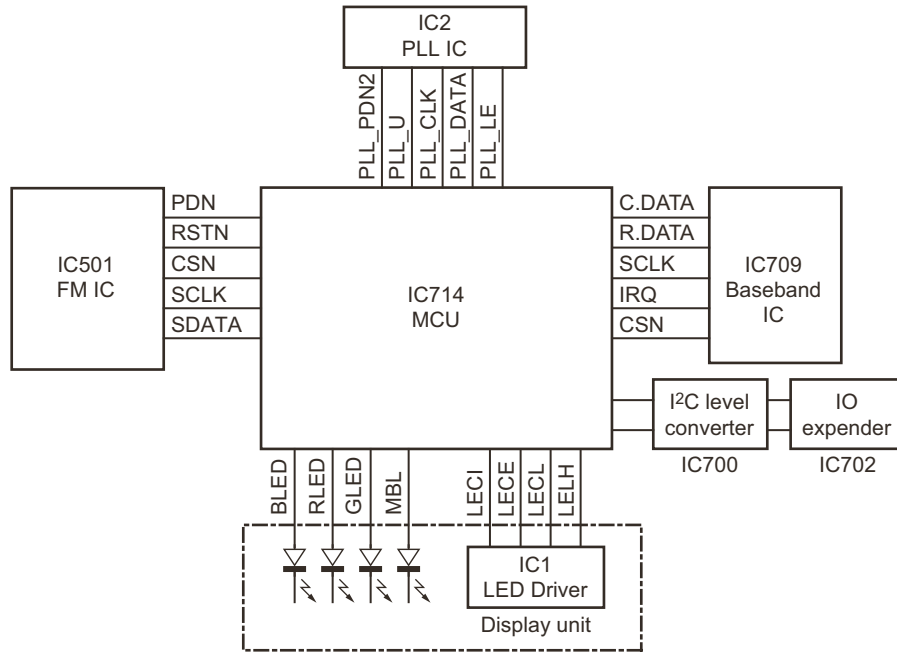 IC2
PLL IC
PLL_PDN2
PLL_U
PLL_CLK
PLL_DATA
PLL_LE
IC501
FM IC
PDN
RSTN
CSN
SCLK
SDATA
IC714
MCU
C.DATA
R.DATA
SCLK
IRQ
CSN
IC709
Baseband
IC
I²C level
converter
IC700
IO
expender
IC702
BLED
RLED
GLED
MBL
LECI
LECE
LECL
LELH
IC1
LED Driver
Display unit